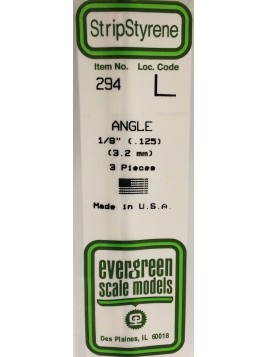 StripStyrene
Item No. Loc. Code
294 L
ANGLE
1/8" (.125)
(3.2 mm)
3 Pieces
Made in U.S.A.
evergreen
scale models
Des Plaines, IL 60018